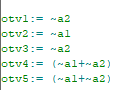 otv1:= ~a2
otv2:= ~a1
otv3:= ~a2
otv4:= (~a1+~a2)
otv5:= (~a1+~a2)